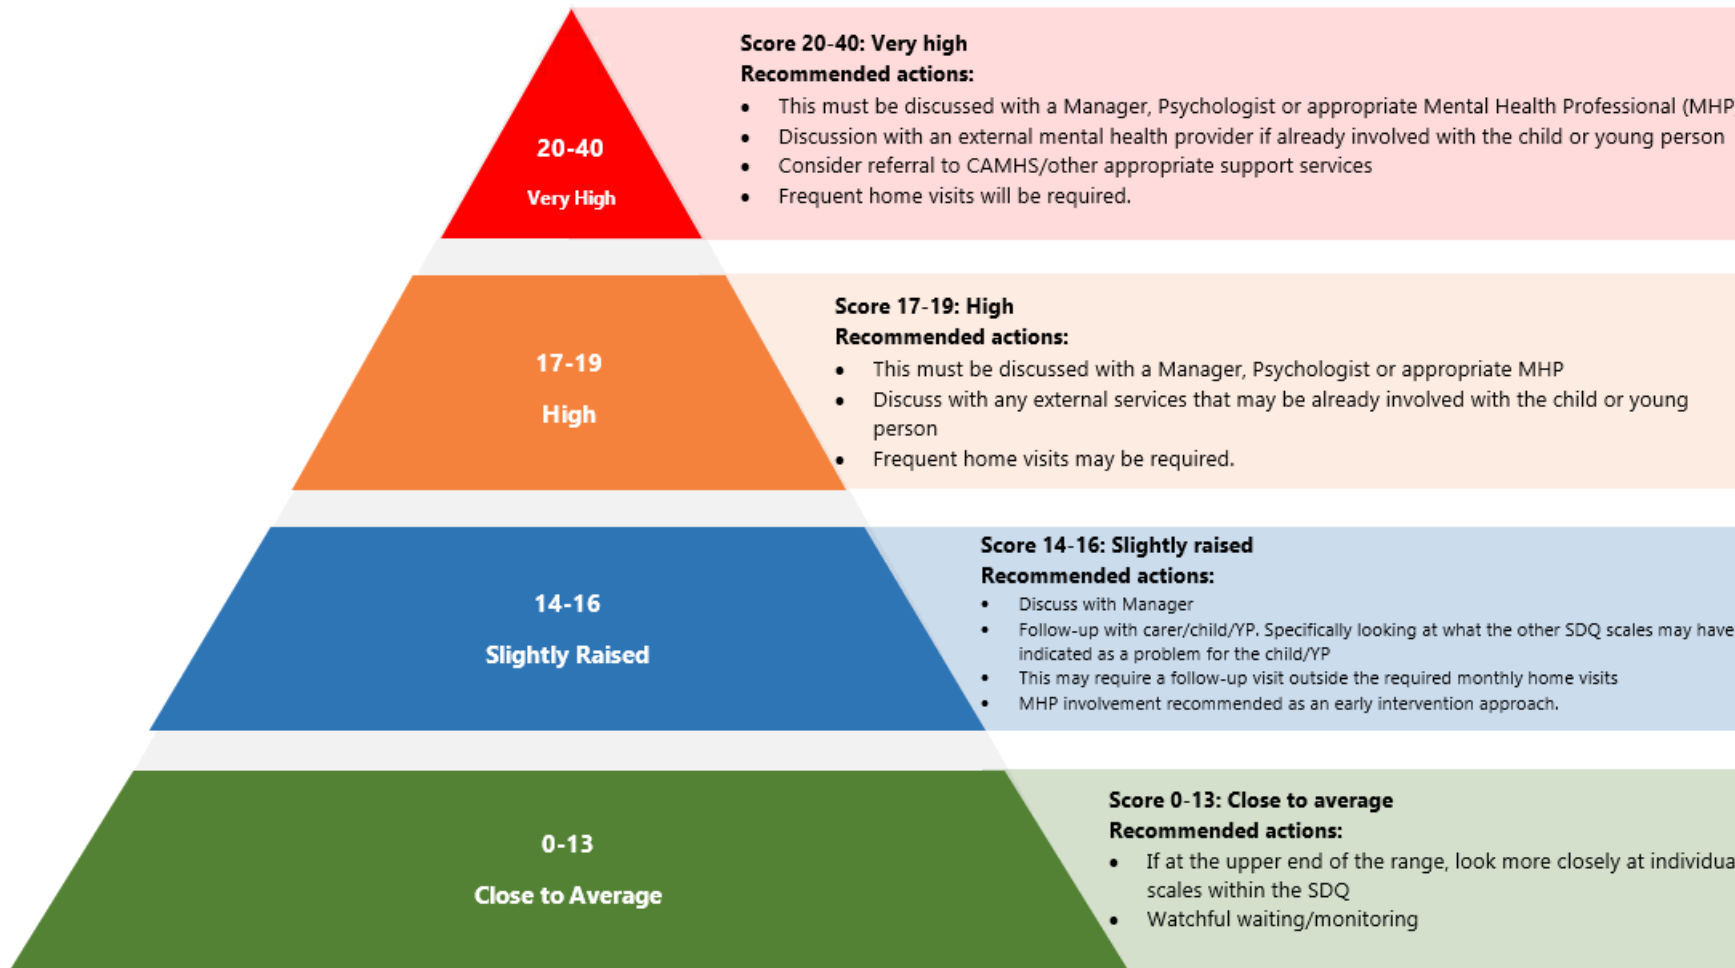 20-40
Very High
Score 20-40: Very high
Recommended actions:
• This must be discussed with a Manager, Psychologist or appropriate Mental Health Professional (MHP
• Discussion with an external mental health provider if already involved with the child or young person
• Consider referral to CAMHS/other appropriate support services
• Frequent home visits will be required.
17-19
High
Score 17-19: High
Recommended actions:
• This must be discussed with a Manager, Psychologist or appropriate MHP
• Discuss with any external services that may be already involved with the child or young
person
• Frequent home visits may be required.
14-16
Slightly Raised
Score 14-16: Slightly raised
Recommended actions:
• Discuss with Manager
• Follow-up with carer/child/YP. Specifically looking at what the other SDQ scales may have
indicated as a problem for the child/YP
• This may require a follow-up visit outside the required monthly home visits
• MHP involvement recommended as an early intervention approach.
0-13
Close to Average
Score 0-13: Close to average
Recommended actions:
• If at the upper end of the range, look more closely at individua
scales within the SDQ
• Watchful waiting/monitoring